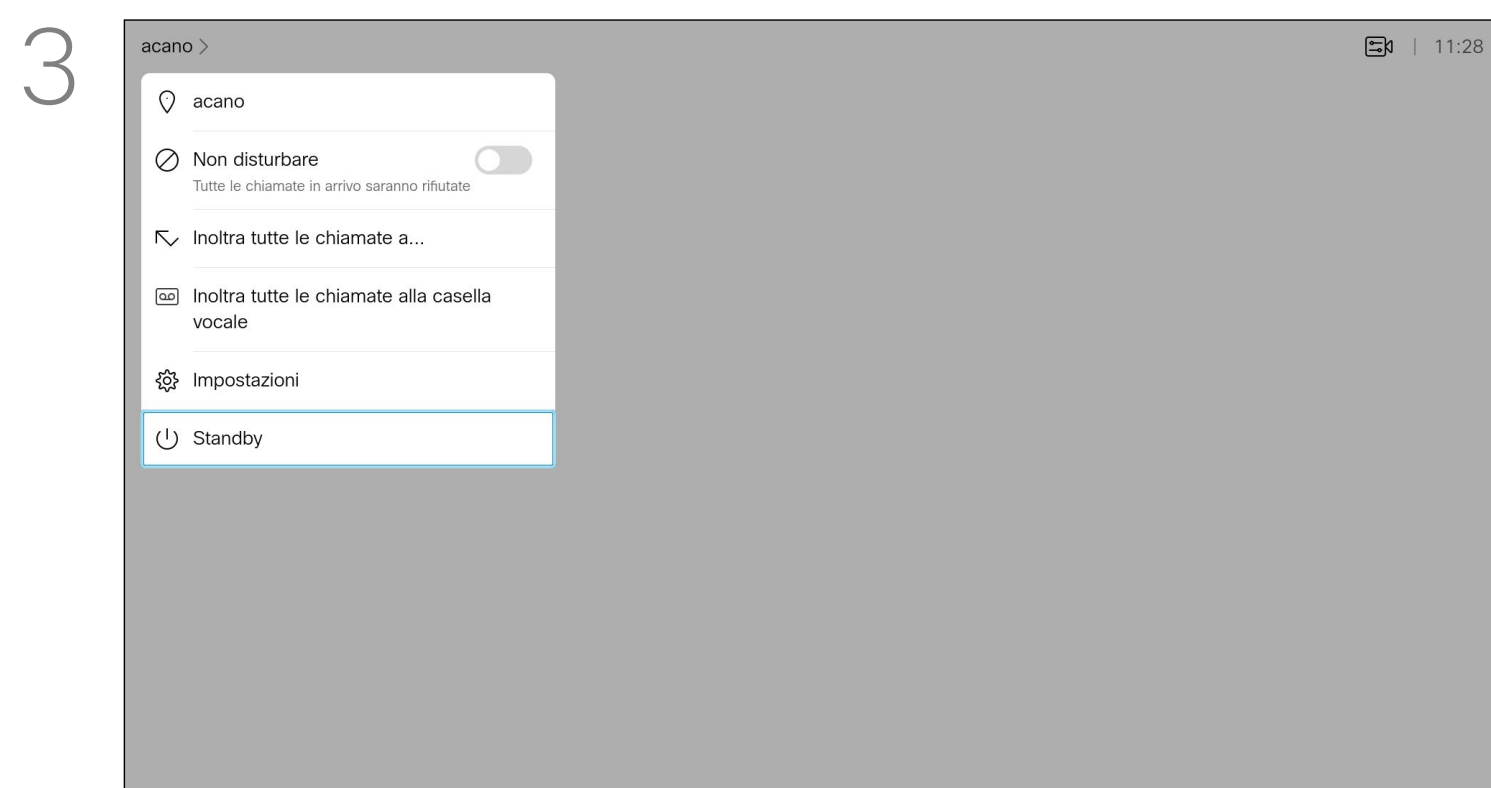 3
acano >
11:28
acano
Non disturbare
Tutte le chiamate in arrivo saranno rifiutate
Inoltra tutte le chiamate a...
Inoltra tutte le chiamate alla casella
vocale
Impostazioni
Standby